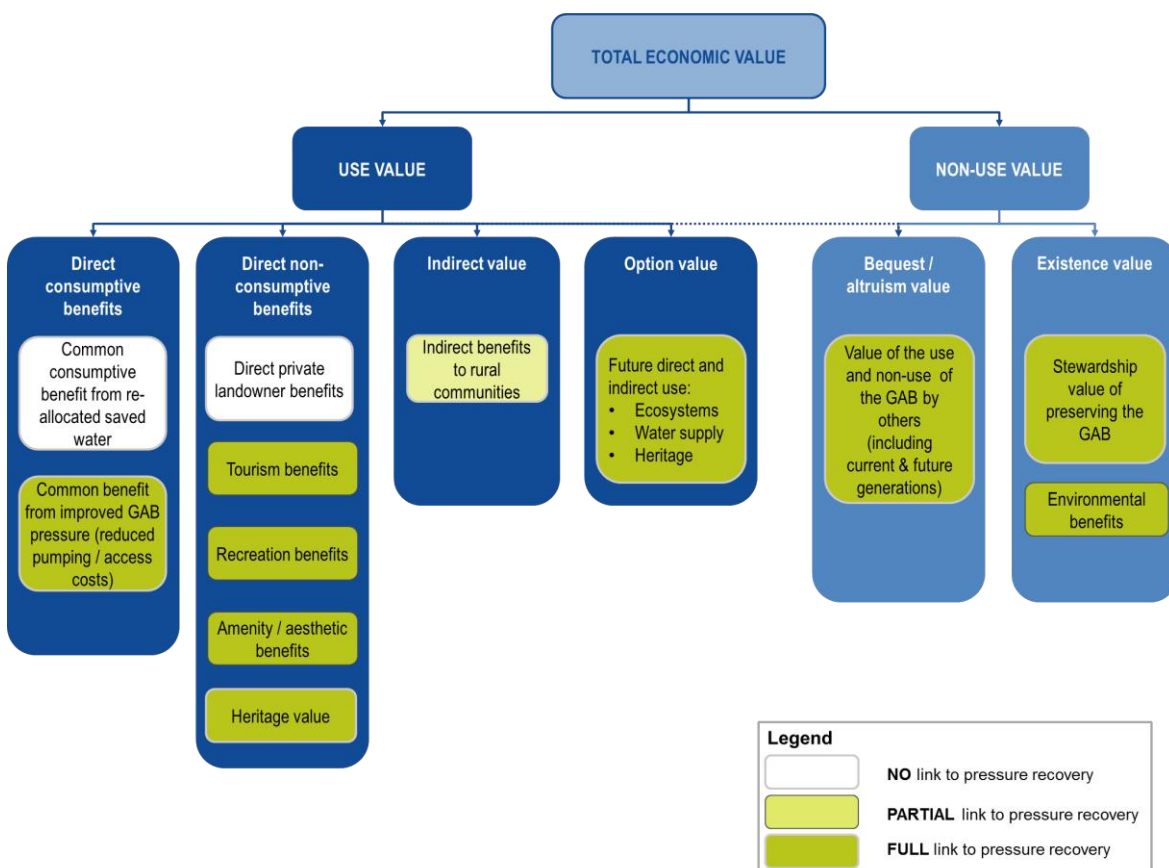 TOTAL ECONOMIC VALUE
USE VALUE
NON-USE VALUE
Direct
consumptive
benefits
Common
consumptive
benefit from re-
allocated saved
water
Common benefit
from improved GAB
pressure (reduced
pumping / access
costs)
Direct non-
consumptive
benefits
Direct private
landowner benefits
Tourism benefits
Recreation benefits
Amenity / aesthetic
benefits
Heritage value
Indirect value
Indirect benefits
to rural
communities
Option value
Future direct and
indirect use:
• Ecosystems
• Water supply
• Heritage
Bequest /
altruism value
Value of the use
and non-use of
the GAB by
others
(including
current & future
generations)
Existence value
Stewardship
value of
preserving the
GAB
Environmental
benefits
Legend
NO link to pressure recovery
PARTIAL link to pressure recovery
FULL link to pressure recovery